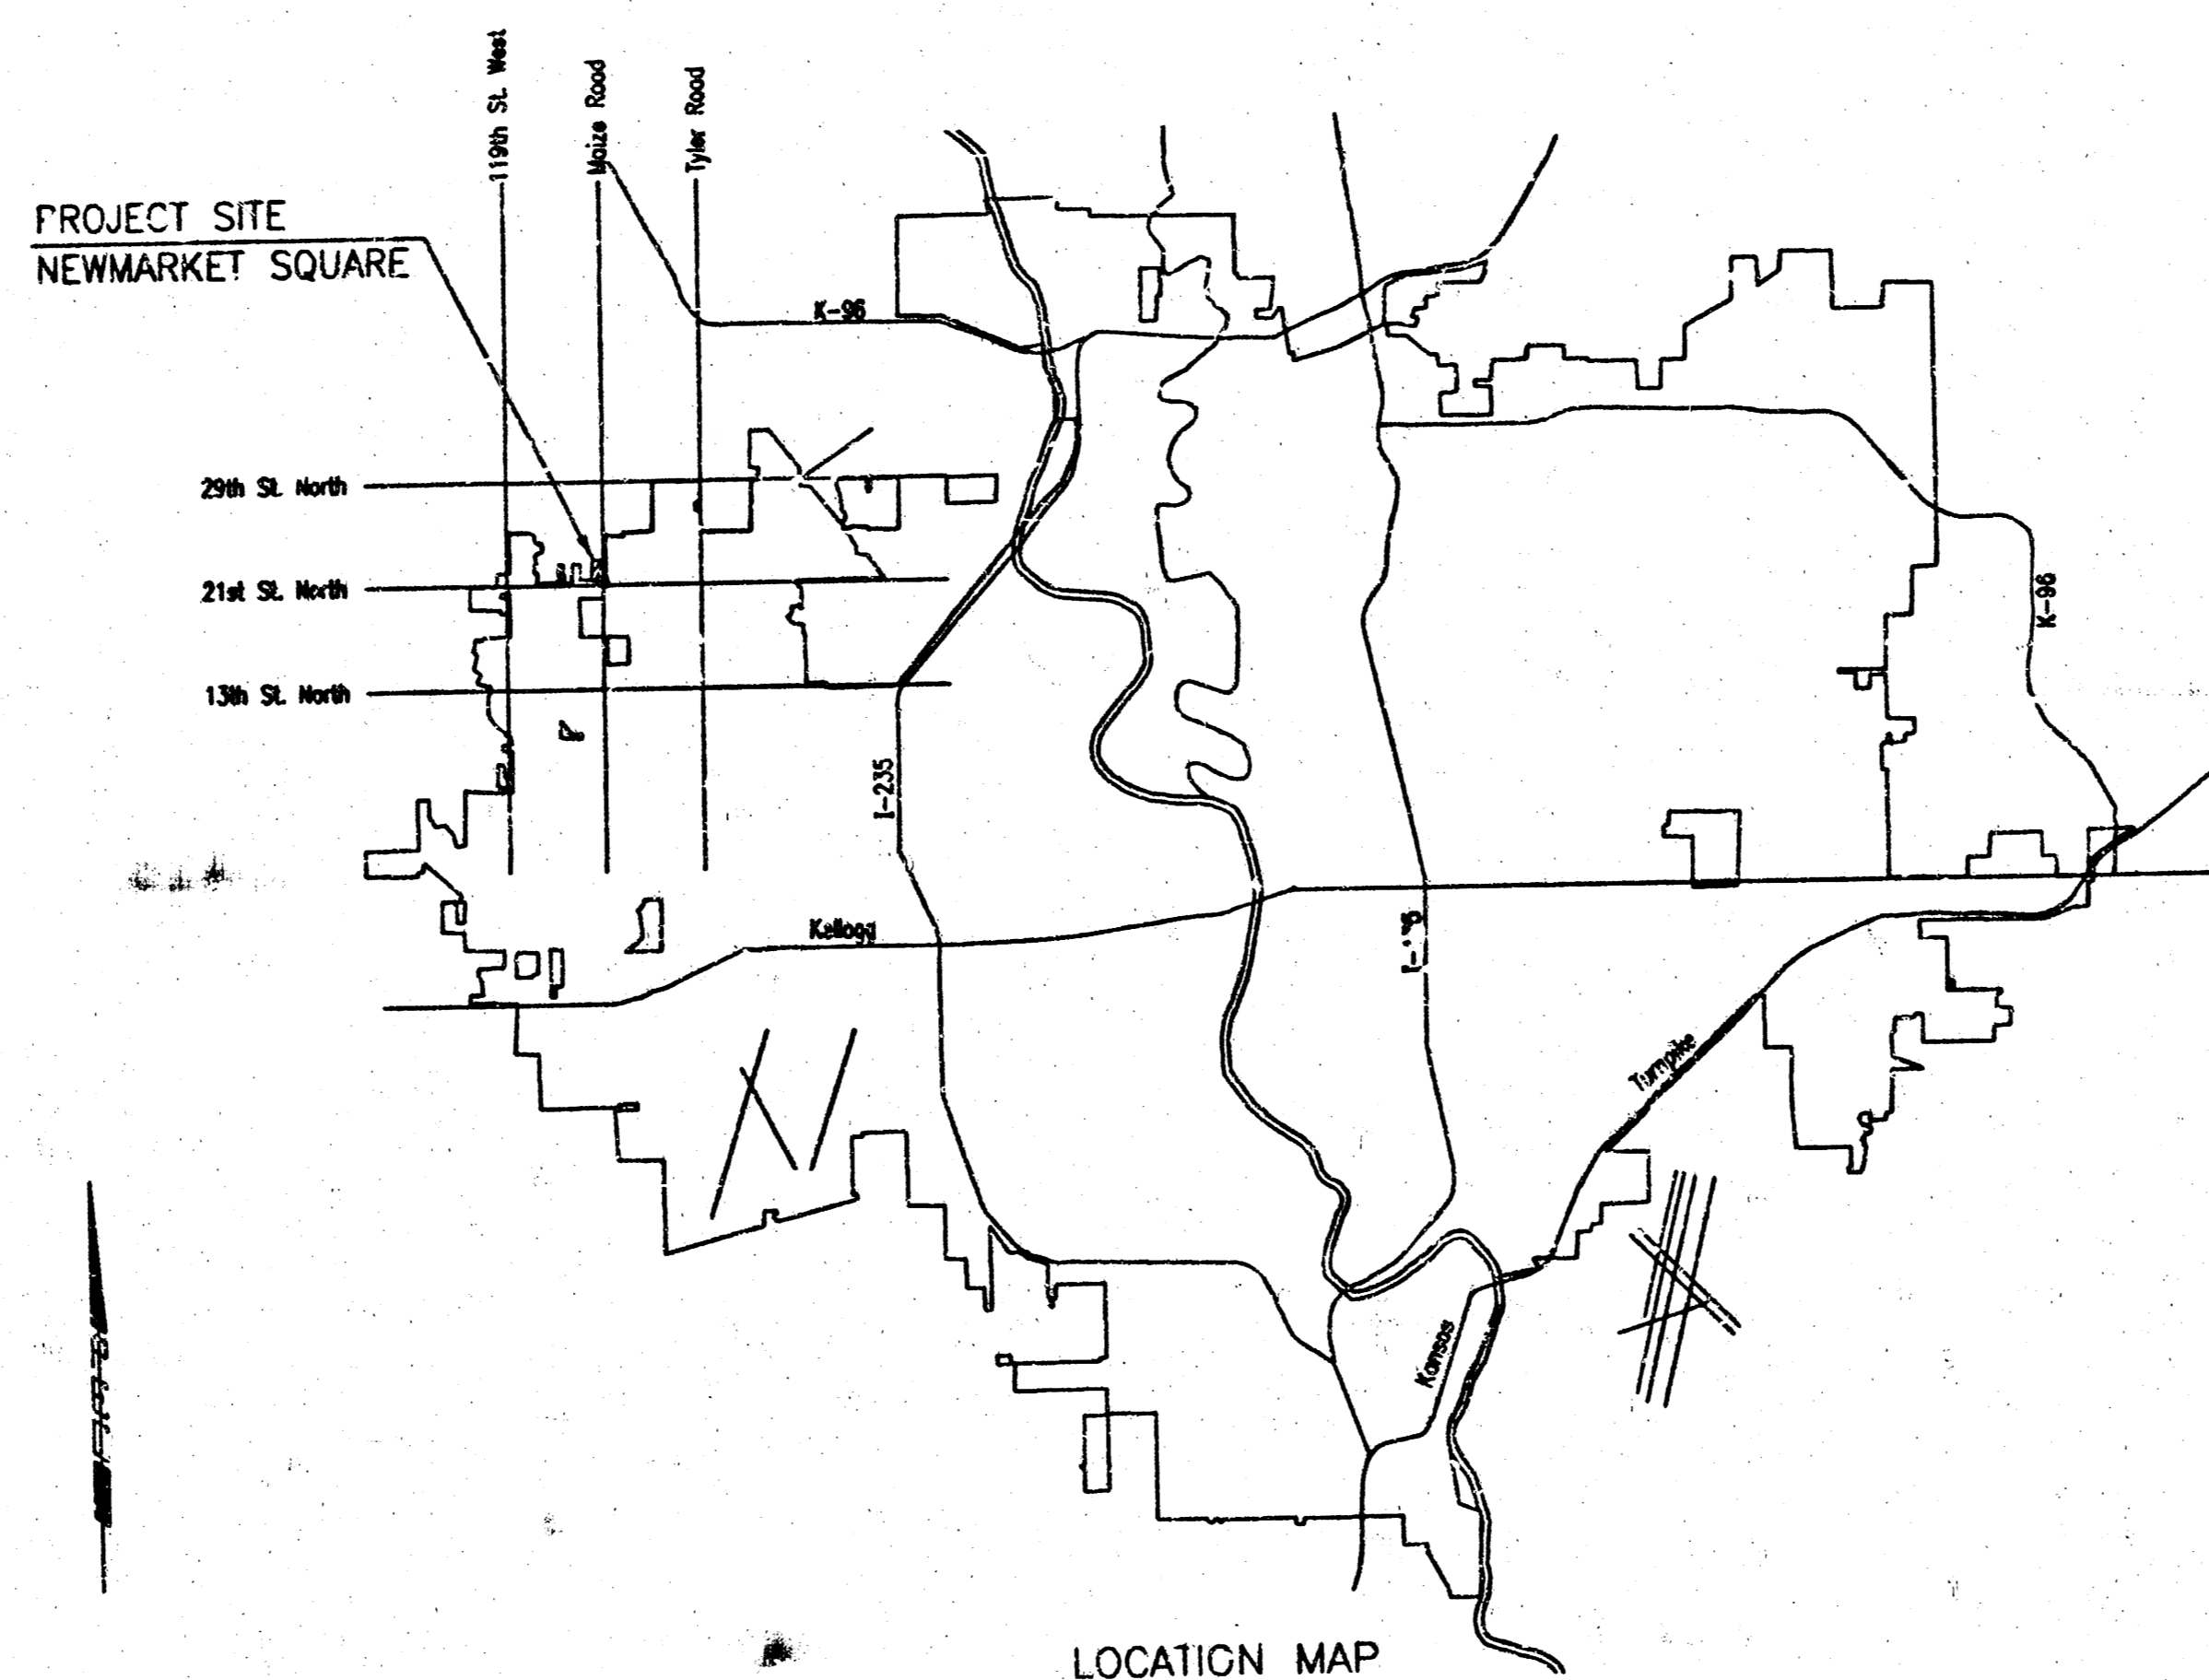 119th St. West
Maize Road
Tyler Road
PROJECT SITE
NEWMARKET SQUARE
K-96
29th St. North
21st St. North
K-96
13th St. North
I-235
Kellogg
Turnpike
Kansas
LOCATION MAP